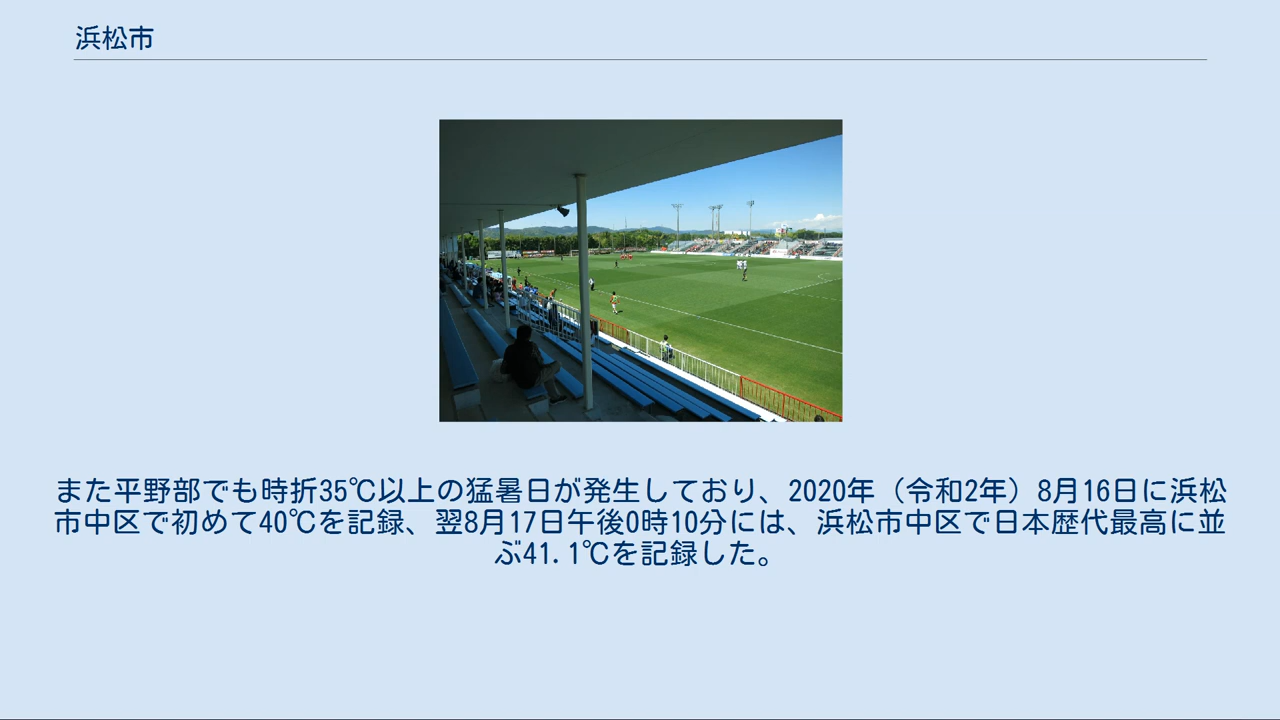 浜松市
また平野部でも時折35℃以上の猛暑日が発生しており、2020年（令和2年）8月16日に浜松
市中区で初めて40℃を記録、翌8月17日午後0時10分には、浜松市中区で日本歴代最高に並
ぶ41.1℃を記録した。